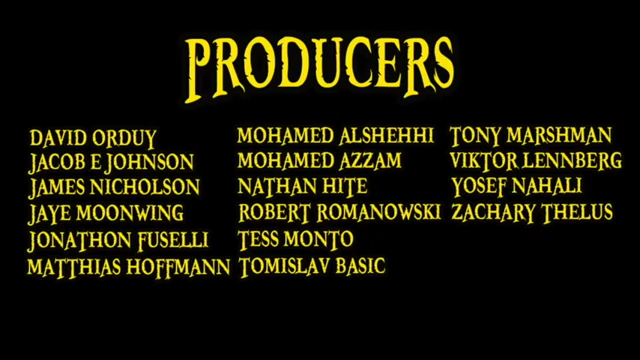 PRODUCERS
DAVID ORDUY
JACOB E JOHNSON
JAMES NICHOLSON
JAYE MOONWING
JONATHON FUSELLI
MATTHIAS HOFFMANN
MOHAMED ALSHEHHI
MOHAMED AZZAM
NATHAN HITE
ROBERT ROMANOWSKI
TESS MONTO
TOMISLAV BASIC
TONY MARSHMAN
VIKTOR LENNBERG
YOSEF NAHALI
ZACHARY THELUS